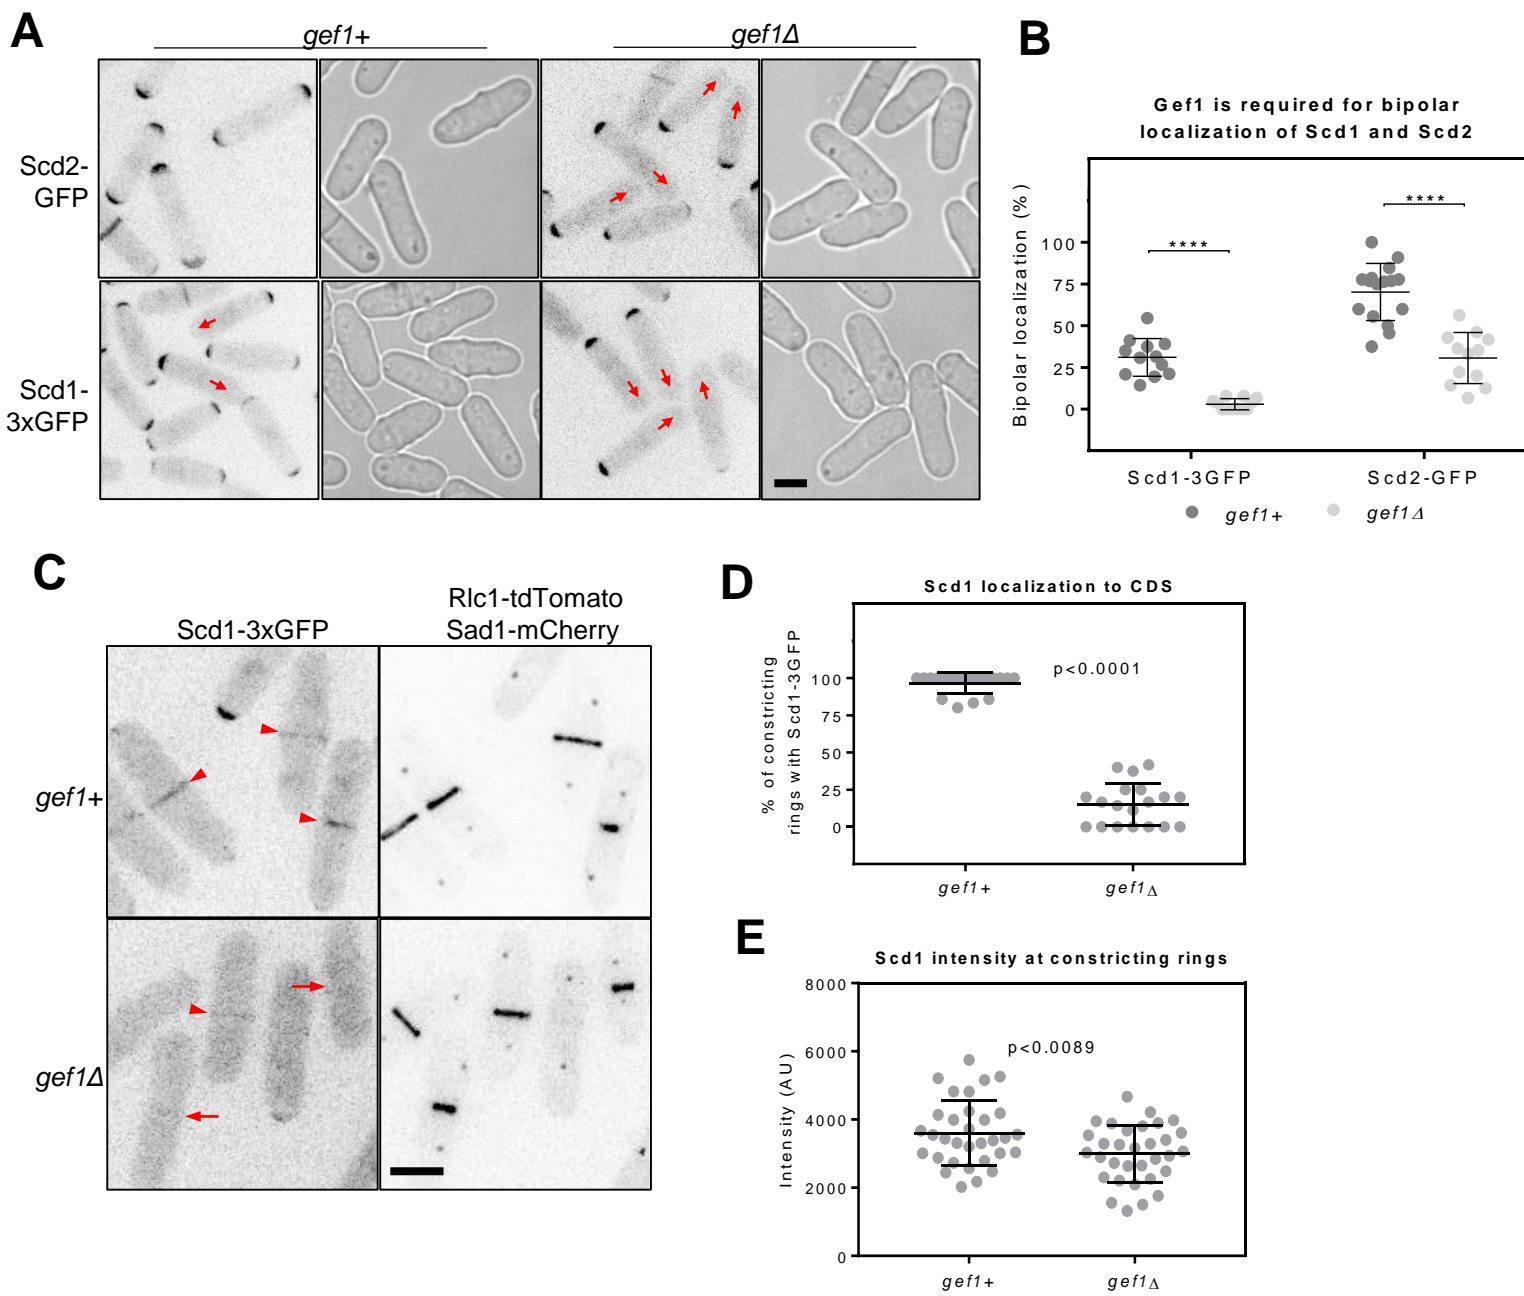 A
gef1+
gef1Δ
Scd2-
GFP
Scd1-
3xGFP
B
Gef1 is required for bipolar
localization of Scd1 and Scd2
Bipolar localization (%)
100
75
50
25
0
****
****
Scd1-3GFP
Scd2-GFP
gef1+
gef1Δ
C
Scd1-3xGFP
Rlc1-tdTomato
Sad1-mCherry
gef1+
gef1Δ
D
Scd1 localization to CDS
% of constricting
rings with Scd1-3GFP
100
75
50
25
0
p<0.0001
gef1+
gef1Δ
E
Scd1 intensity at constricting rings
Intensity (AU)
8000
6000
4000
2000
0
p<0.0089
gef1+
gef1Δ